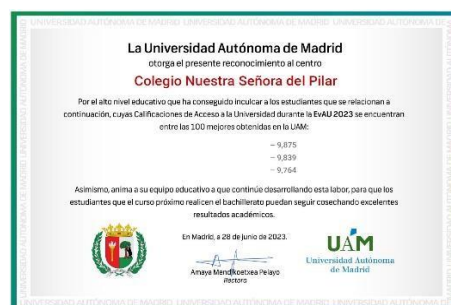 La Universidad Autónoma de Madrid
otorga el presente reconocimiento al centro
Colegio Nuestra Señora del Pilar
Por el alto nivel educativo que ha conseguido inculcar a los estudiantes que se relacionan a
continuación, cuyas Calificaciones de Acceso a la Universidad durante la EvAU 2023 se encuentran
entre las 100 mejores obtenidas en la UAM:
– 9,875
– 9,839
– 9,764
Asimismo, anima a su equipo educativo a que continúe desarrollando esta labor, para que los
estudiantes que el curso próximo realicen el bachillerato puedan seguir cosechando excelentes
resultados académicos.
En Madrid, a 28 de junio de 2023.
Amaya Mendikoetxea Pelayo
Rectora
UAM
Universidad Autónoma
de Madrid